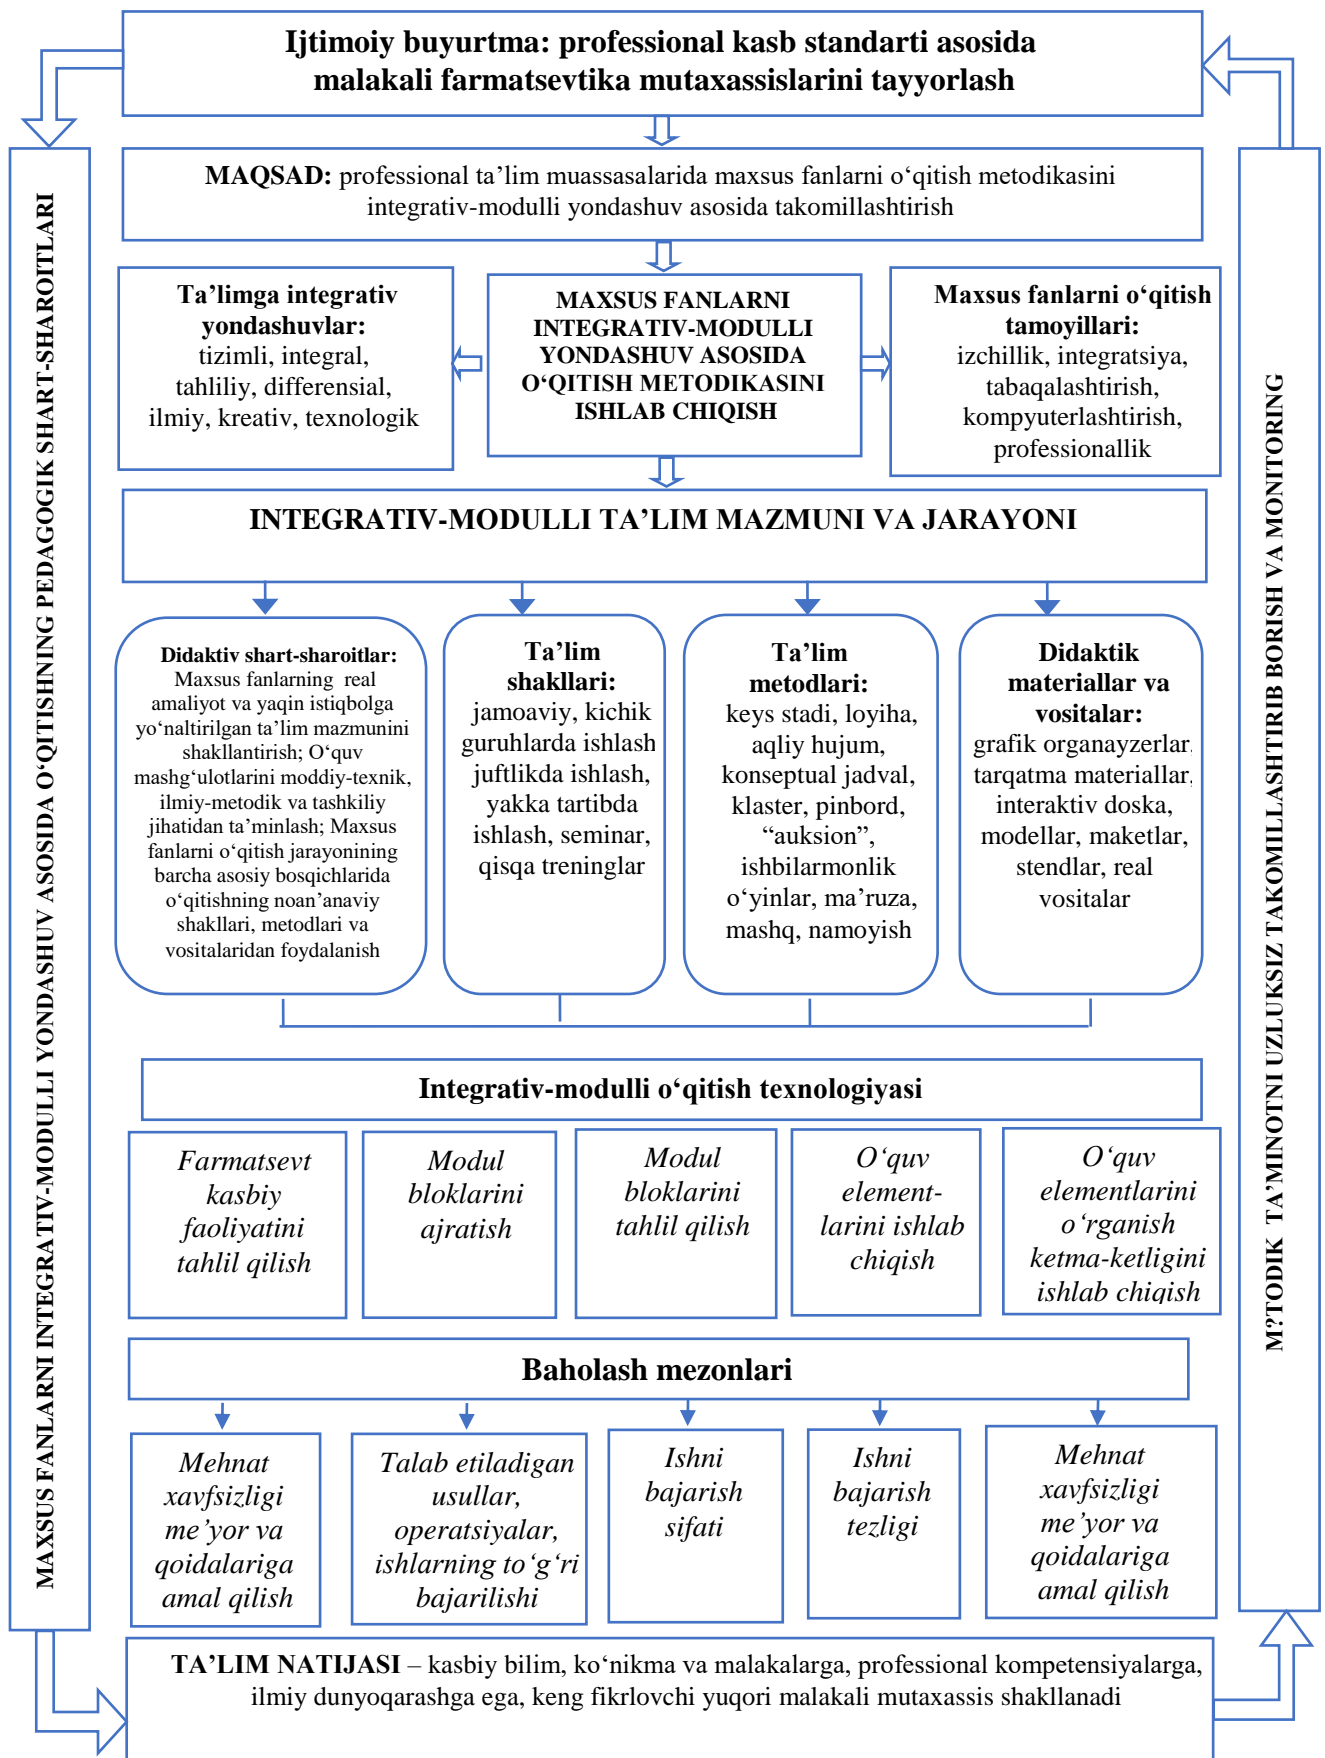 Ijtimoiy buyurtma: professional kasb standarti asosida
malakali farmatsevtika mutaxassislarini tayyorlash
MAXSUS FANLARNI INTEGRATIV-MODULLI YONDASHUV ASOSIDA O‘QITISHNING PEDAGOGIK SHART-SHAROITLARI
MAQSAD: professional ta’lim muassasalarida maxsus fanlarni o‘qitish metodikasini
integrativ-modulli yondashuv asosida takomillashtirish
Ta’limga integrativ
yondashuvlar:
tizimli, integral,
tahliliy, differensial,
ilmiy, kreativ, texnologik
MAXSUS FANLARNI
INTEGRATIV-MODULLI
YONDASHUV ASOSIDA
O‘QITISH METODIKASINI
ISHLAB CHIQISH
Maxsus fanlarni o‘qitish
tamoyillari:
izchillik, integratsiya,
tabaqalashtirish,
kompyuterlashtirish,
professionallik
INTEGRATIV-MODULLI TA’LIM MAZMUNI VA JARAYONI
Didaktiv shart-sharoitlar:
Maxsus fanlarning real
amaliyot va yaqin istiqbolga
yo‘naltirilgan ta’lim mazmunini
shakllantirish; O‘quv
mashg‘ulotlarini moddiy-texnik,
ilmiy-metodik va tashkiliy
jihatidan ta’minlash; Maxsus
fanlarni o‘qitish jarayonining
barcha asosiy bosqichlarida
o‘qitishning noan’anaviy
shakllari, metodlari va
vositalaridan foydalanish
Ta’lim
shakllari:
jamoaviy, kichik
guruhlarda ishlash
juftlikda ishlash,
yakka tartibda
ishlash, seminar,
qisqa treninglar
Ta’lim
metodlari:
keys stadi, loyiha,
aqliy hujum,
konseptual jadval,
klaster, pinbord,
“auksion”,
ishbilarmonlik
o‘yinlar, ma’ruza,
mashq, namoyish
Didaktik
materiallar va
vositalar:
grafik organayzerlar,
tarqatma materiallar,
interaktiv doska,
modellar, maketlar,
stendlar, real
vositalar
Integrativ-modulli o‘qitish texnologiyasi
Farmatsevt
kasbiy
faoliyatini
tahlil qilish
Modul
bloklarini
ajratish
Modul
bloklarini
tahlil qilish
O‘quv
element-
larini ishlab
chiqish
O‘quv
elementlarini
o‘rganish
ketma-ketligini
ishlab chiqish
Baholash mezonlari
Mehnat
xavfsizligi
me’yor va
qoidalariga
amal qilish
Talab etiladigan
usullar,
operatsiyalar,
ishlarning to‘g‘ri
bajarilishi
Ishni
bajarish
sifati
Ishni
bajarish
tezligi
Mehnat
xavfsizligi
me’yor va
qoidalariga
amal qilish
M?TODIK TA’MINOTNI UZLUKSIZ TAKOMILLASHTIRIB BORISH VA MONITORING
TA’LIM NATIJASI – kasbiy bilim, ko‘nikma va malakalarga, professional kompetensiyalarga,
ilmiy dunyoqarashga ega, keng fikrlovchi yuqori malakali mutaxassis shakllanadi